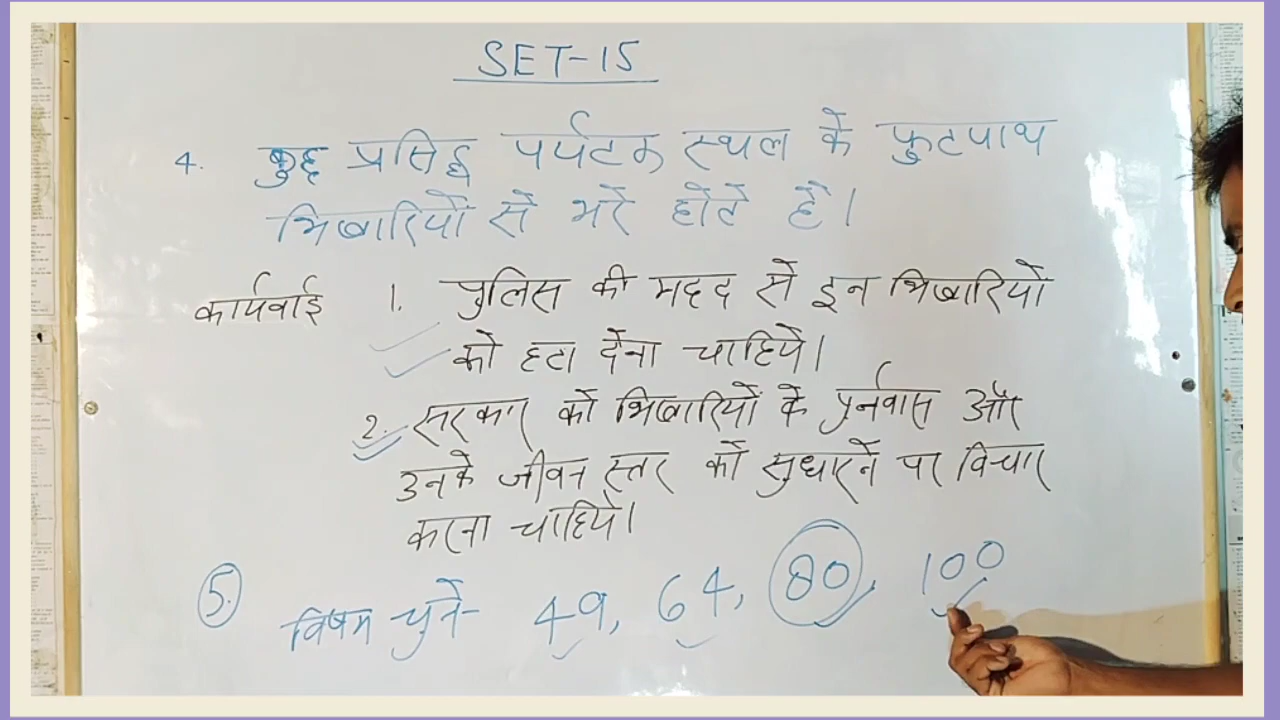 SET-15
4. कुछ प्रसिद्ध पर्यटक स्थल के फुटपाथ
भिखारियों से भरे होते हैं।
कार्यवाई 1. पुलिस की मदद से इन भिखारियों
को हटा देना चाहिये।
2. सरकार को भिखारियों के पुर्नवास और
उनके जीवन स्तर को सुधारने पर विचार
करना चाहिये।
5. विषम चुने- 49, 64, 80, 100